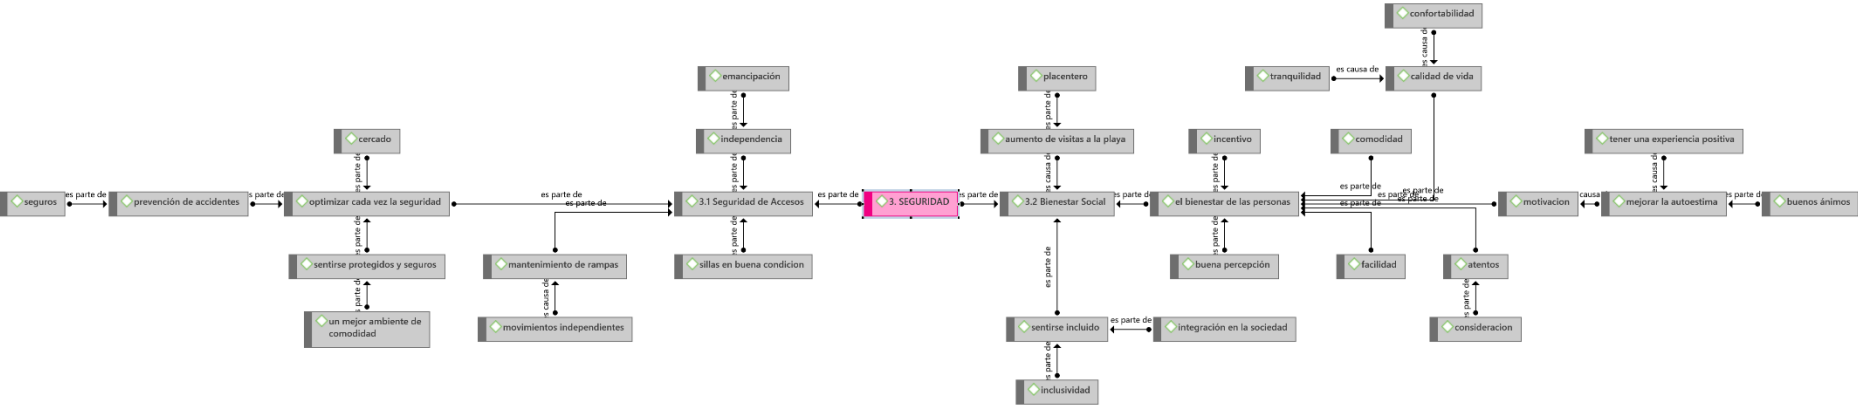 confortabilidad
es causa de
emancipación
placentero
tranquilidad
es causa de
calidad de vida
es parte de
es parte de
cercado
independencia
aumento de visitas a la playa
incentivo
comodidad
tener una experiencia positiva
es parte de
es parte de
es causa de
es parte de
es parte de
es causa de
seguros
es parte de
prevención de accidentes
es parte de
optimizar cada vez la seguridad
es parte de
es parte de
3.1 Seguridad de Accesos
es parte de
3. SEGURIDAD
es parte de
3.2 Bienestar Social
es parte de
el bienestar de las personas
es parte de
es parte de
es parte de
es parte de
motivacion
causa
mejorar la autoestima
es parte de
buenos ánimos
es parte de
es parte de
es parte de
es parte de
sentirse protegidos y seguros
mantenimiento de rampas
sillas en buena condicion
buena percepción
facilidad
atentos
es parte de
es causa de
es parte de
un mejor ambiente de
comodidad
movimientos independientes
sentirse incluido
es parte de
integración en la sociedad
consideracion
es parte de
inclusividad